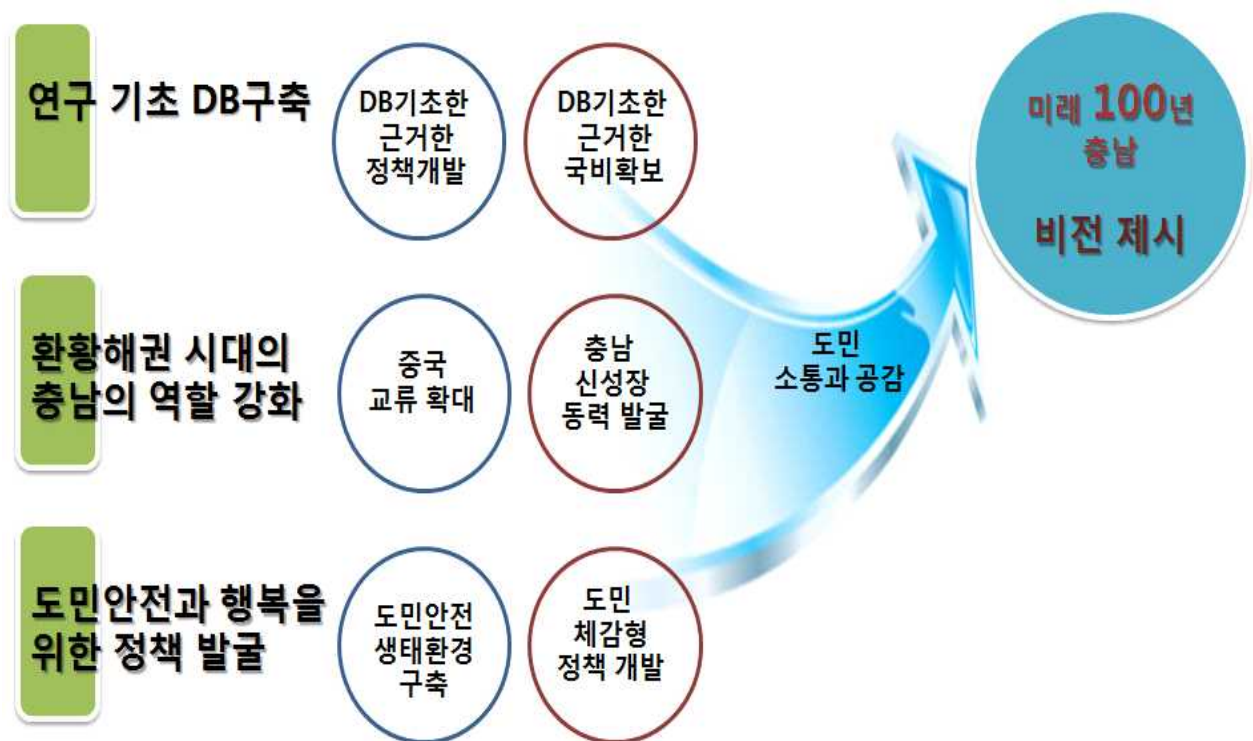 연구 기초 DB구축
DB기초한
근거한
정책개발
DB기초한
근거한
국비확보
미래 100년
충남
비전 제시
환황해권 시대의
충남의 역할 강화
중국
교류 확대
충남
신성장
동력 발굴
도민
소통과 공감
도민안전과 행복을
위한 정책 발굴
도민안전
생태환경
구축
도민
체감형
정책 개발